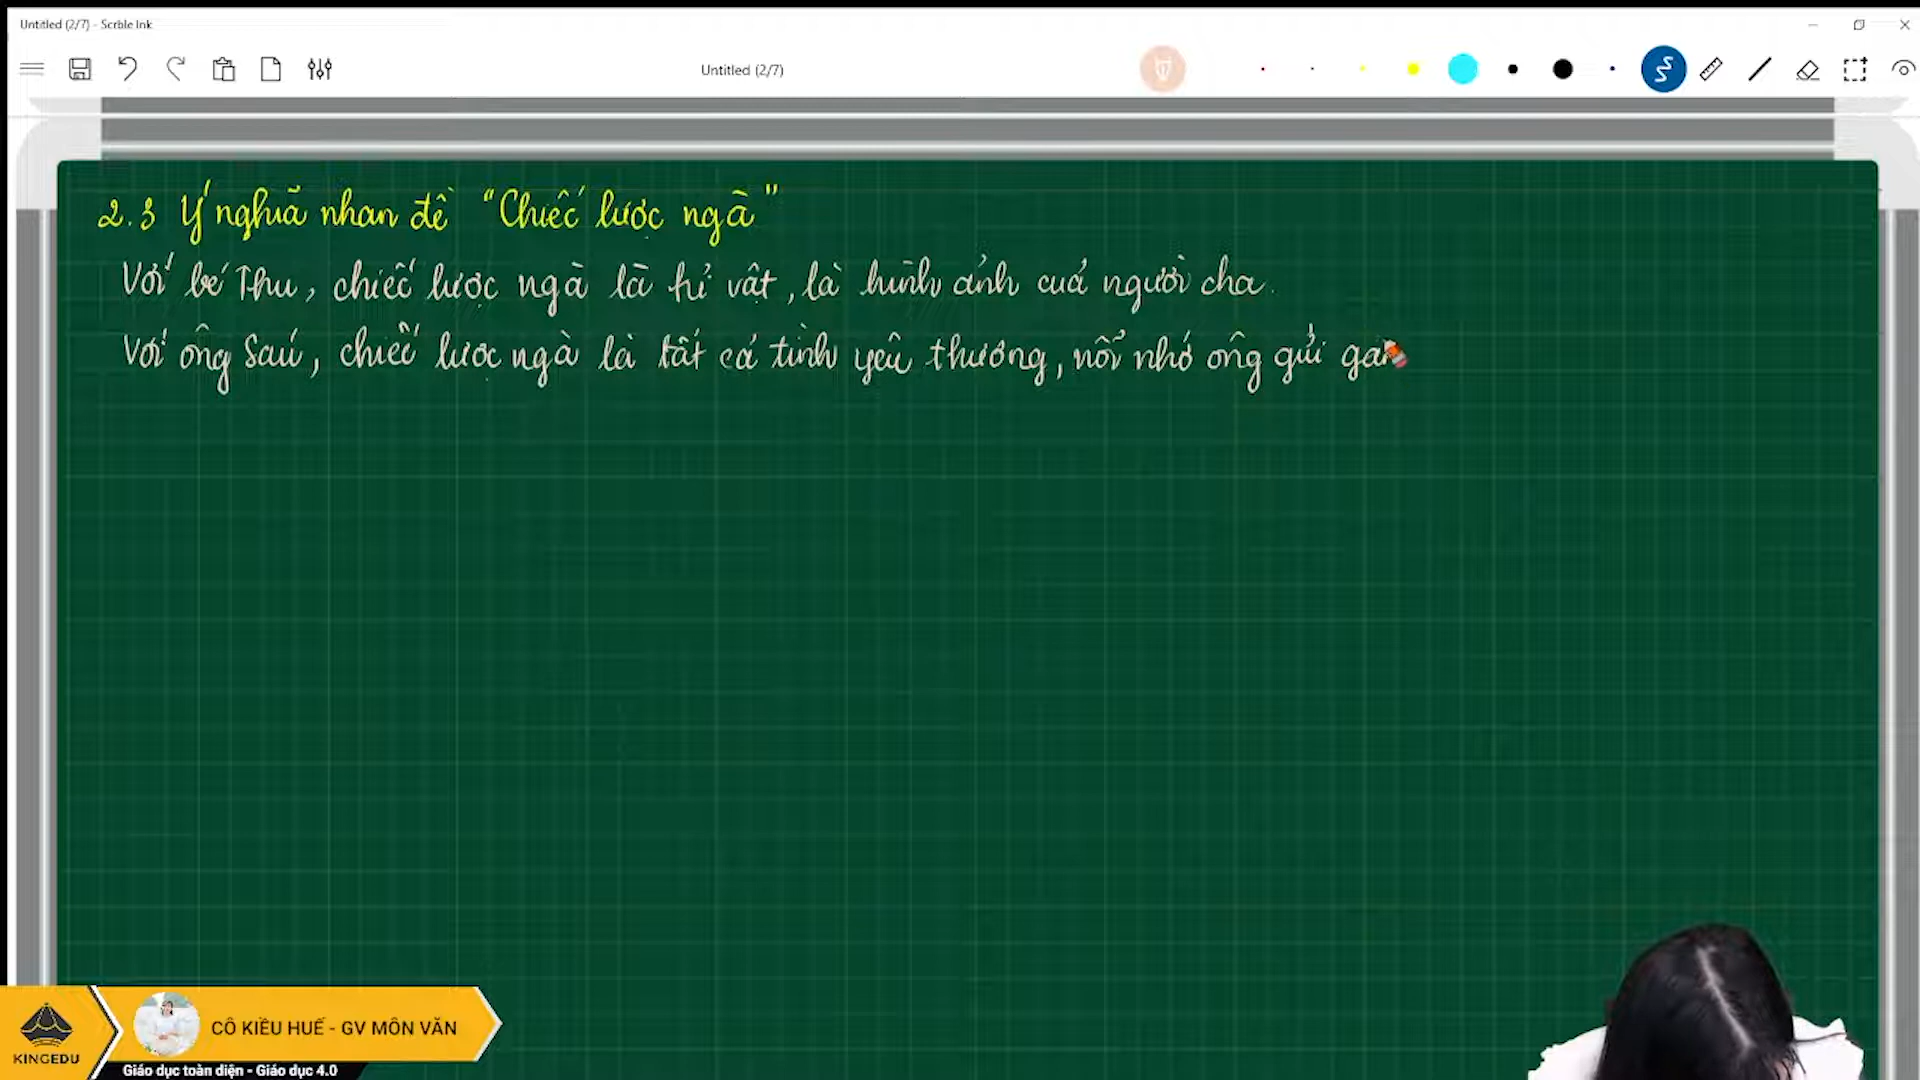 Untitled (2/7) - Scrble Ink
Untitled (2/7)
2.3 Ý nghĩa nhan đề "Chiếc lược ngà"
Với bé Thu, chiếc lược ngà là kỉ vật, là hình ảnh của người cha.
Với ông Sáu, chiếc lược ngà là tất cả tình yêu thương, nỗi nhớ ông gửi
CÔ KIỀU HUẾ - GV MÔN VĂN
KINGEDU
Giáo dục toàn diện - Giáo dục 4.0